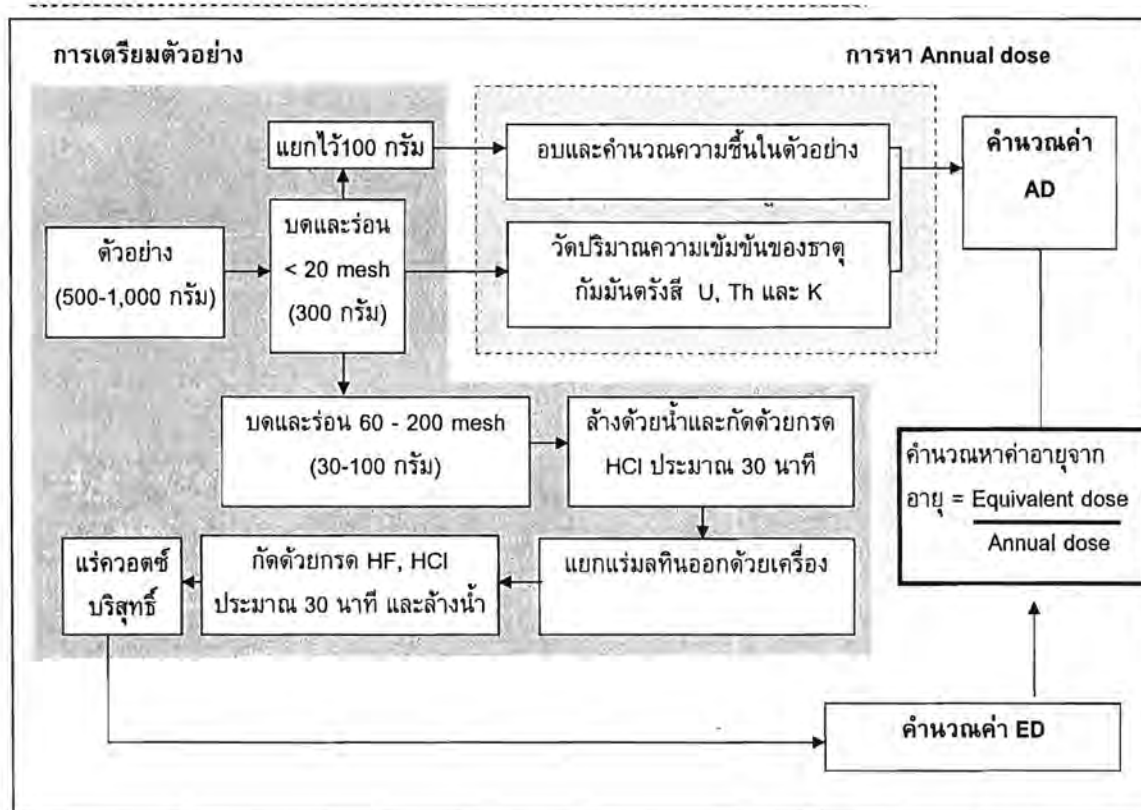 การเตรียมตัวอย่าง
การหา Annual dose
แยกไว้100 กรัม
อบและคำนวณความชื้นในตัวอย่าง
คำนวณค่า
AD
ตัวอย่าง
(500-1,000 กรัม)
บดและร่อน
< 20 mesh
(300 กรัม)
วัดปริมาณความเข้มข้นของธาตุ
กัมมันตรังสี U, Th และ K
บดและร่อน 60 - 200 mesh
(30-100 กรัม)
ล้างด้วยน้ำและกัดด้วยกรด
HCl ประมาณ 30 นาที
คำนวณหาค่าอายุจาก
อายุ = Equivalent dose
Annual dose
แร่ควอตซ์
บริสุทธิ์
กัดด้วยกรด HF, HCl
ประมาณ 30 นาที และล้างน้ำ
แยกแร่มลทินออกด้วยเครื่อง
คำนวณค่า ED